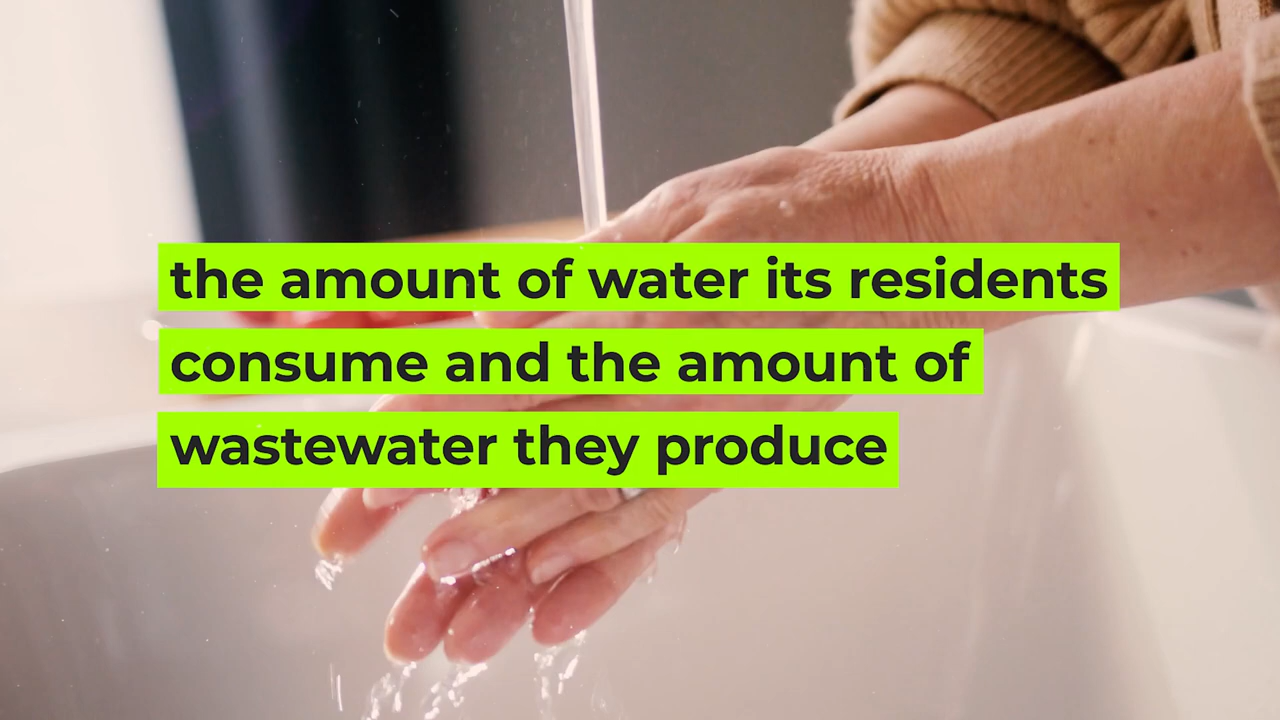 the amount of water its residents
consume and the amount of
wastewater they produce